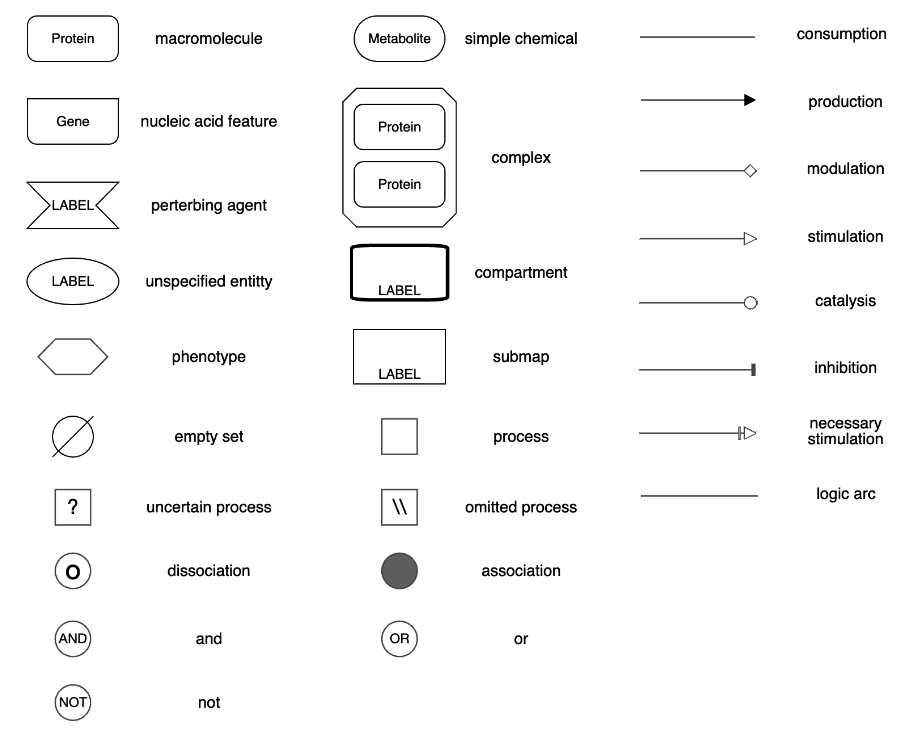 Protein macromolecule Metabolite simple chemical consumption
production
Gene nucleic acid feature Protein
Protein
complex
modulation
LABEL perterbing agent
stimulation
LABEL unspecified entitty LABEL compartment
catalysis
phenotype LABEL submap
inhibition
empty set process
necessary
stimulation
? uncertain process \\ omitted process
logic arc
O dissociation association
AND and OR or
NOT not